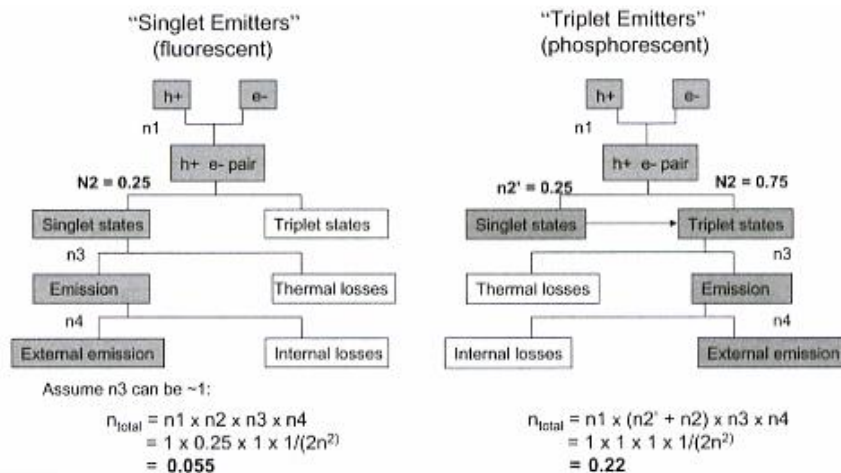 "Singlet Emitters"
(fluorescent)
h+ e-
n1
h+ e- pair
N2 = 0.25
Singlet states Triplet states
n3
Emission Thermal losses
n4
External emission Internal losses
Assume n3 can be ~1:
n_total = n1 x n2 x n3 x n4
= 1 x 0.25 x 1 x 1/(2n²)
= 0.055
"Triplet Emitters"
(phosphorescent)
h+ e-
n1
h+ e- pair
n2' = 0.25 N2 = 0.75
Singlet states Triplet states
n3
Thermal losses Emission
n4
Internal losses External emission
n_total = n1 x (n2' + n2) x n3 x n4
= 1 x 1 x 1 x 1/(2n²)
= 0.22